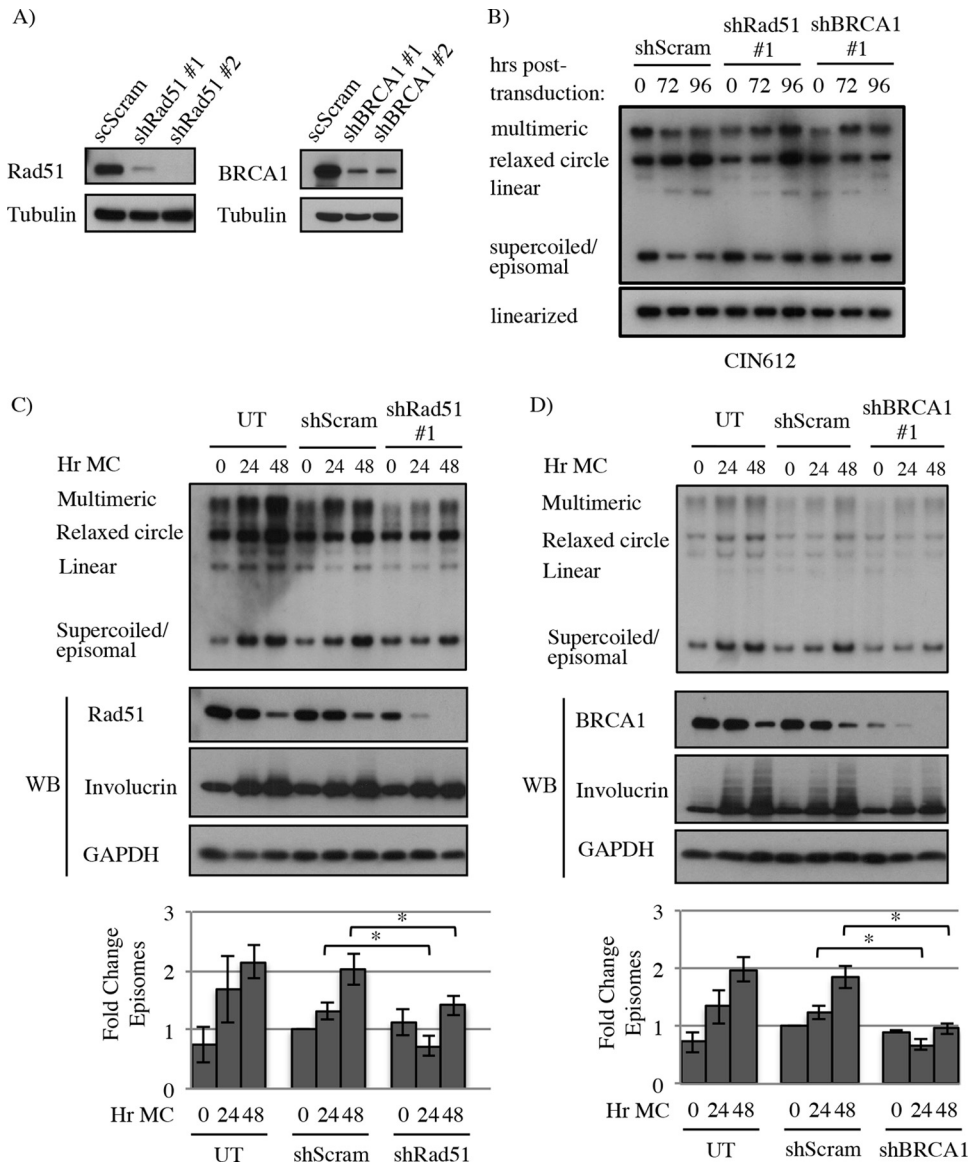 A)
scScram
shRad51 #1
shRad51 #2
Rad51
Tubulin
scScram
shBRCA1 #1
shBRCA1 #2
BRCA1
Tubulin
B)
shScram
shRad51 #1
shBRCA1 #1
hrs post-transduction:
0 72 96 0 72 96 0 72 96
multimeric
relaxed circle
linear
supercoiled/
episomal
linearized
CIN612
C)
UT
shScram
shRad51 #1
Hr MC
0 24 48 0 24 48 0 24 48
Multimeric
Relaxed circle
Linear
Supercoiled/
episomal
WB
Rad51
Involucrin
GAPDH
Fold Change
Episomes
3
2
1
0
*
*
Hr MC 0 24 48 0 24 48 0 24 48
UT
shScram
shRad51
D)
UT
shScram
shBRCA1 #1
Hr MC
0 24 48 0 24 48 0 24 48
Multimeric
Relaxed circle
Linear
Supercoiled/
episomal
WB
BRCA1
Involucrin
GAPDH
Fold Change
Episomes
3
2
1
0
*
*
Hr MC 0 24 48 0 24 48 0 24 48
UT
shScram
shBRCA1